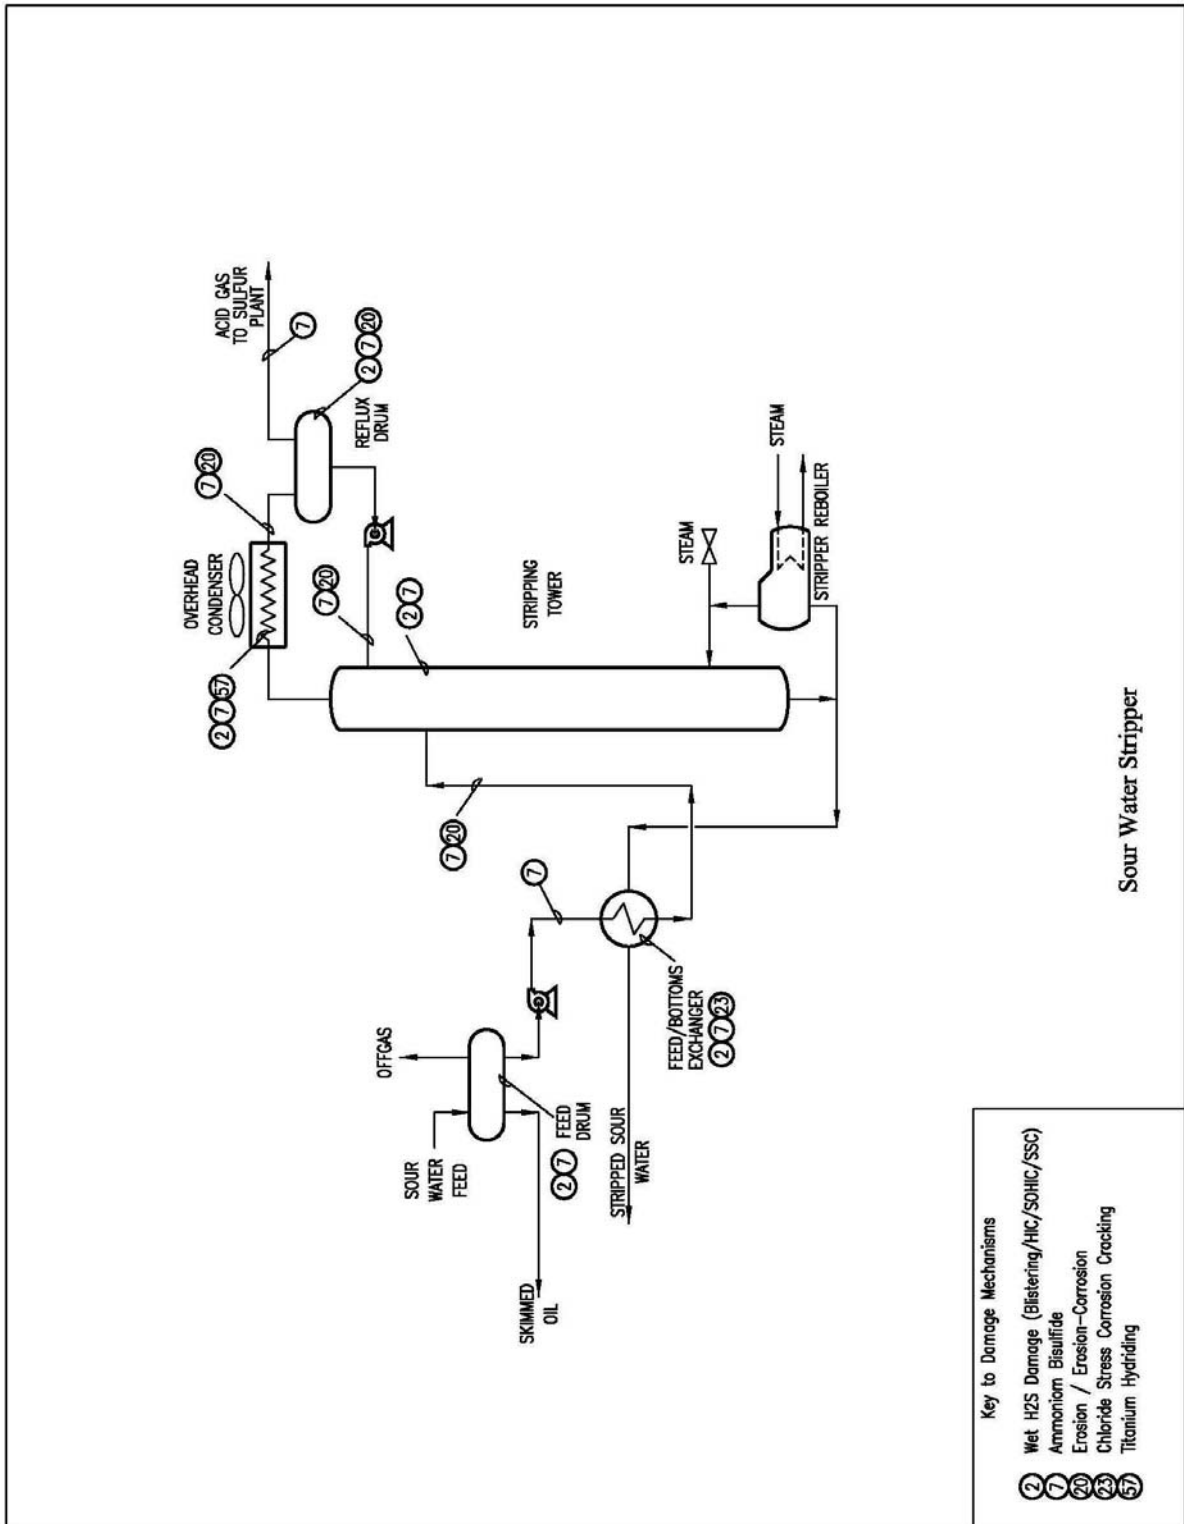 SOUR
WATER
FEED
OFFGAS
SKIMMED
OIL
FEED
DRUM
2 7
7
STRIPPED SOUR
WATER
FEED/BOTTOMS
EXCHANGER
2 7 23
7 20
OVERHEAD
CONDENSER
2 7 57
7 20
ACID GAS
TO SULFUR
PLANT
7
REFLUX
DRUM
2 7 20
7 20
2 7
STRIPPING
TOWER
STEAM
STEAM
STRIPPER REBOILER
Key to Damage Mechanisms
2 Wet H2S Damage (Blistering/HIC/SOHIC/SSC)
7 Ammoniom Bisulfide
20 Erosion / Erosion-Corrosion
23 Chloride Stress Corrosion Cracking
57 Titanium Hydriding
Sour Water Stripper